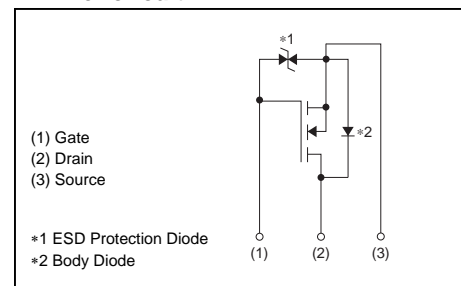 *1
*2
(1) Gate
(2) Drain
(3) Source
*1 ESD Protection Diode
*2 Body Diode
(1) (2) (3)